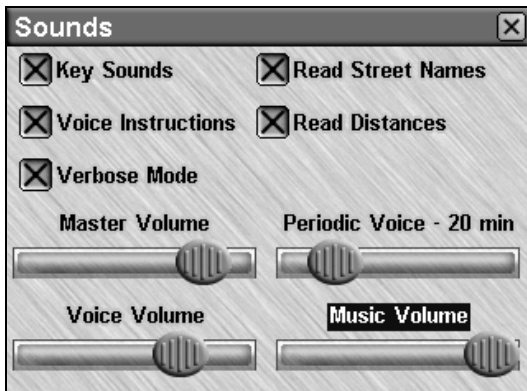 Sounds
Key Sounds
Read Street Names
Voice Instructions
Read Distances
Verbose Mode
Master Volume
Periodic Voice - 20 min
Voice Volume
Music Volume